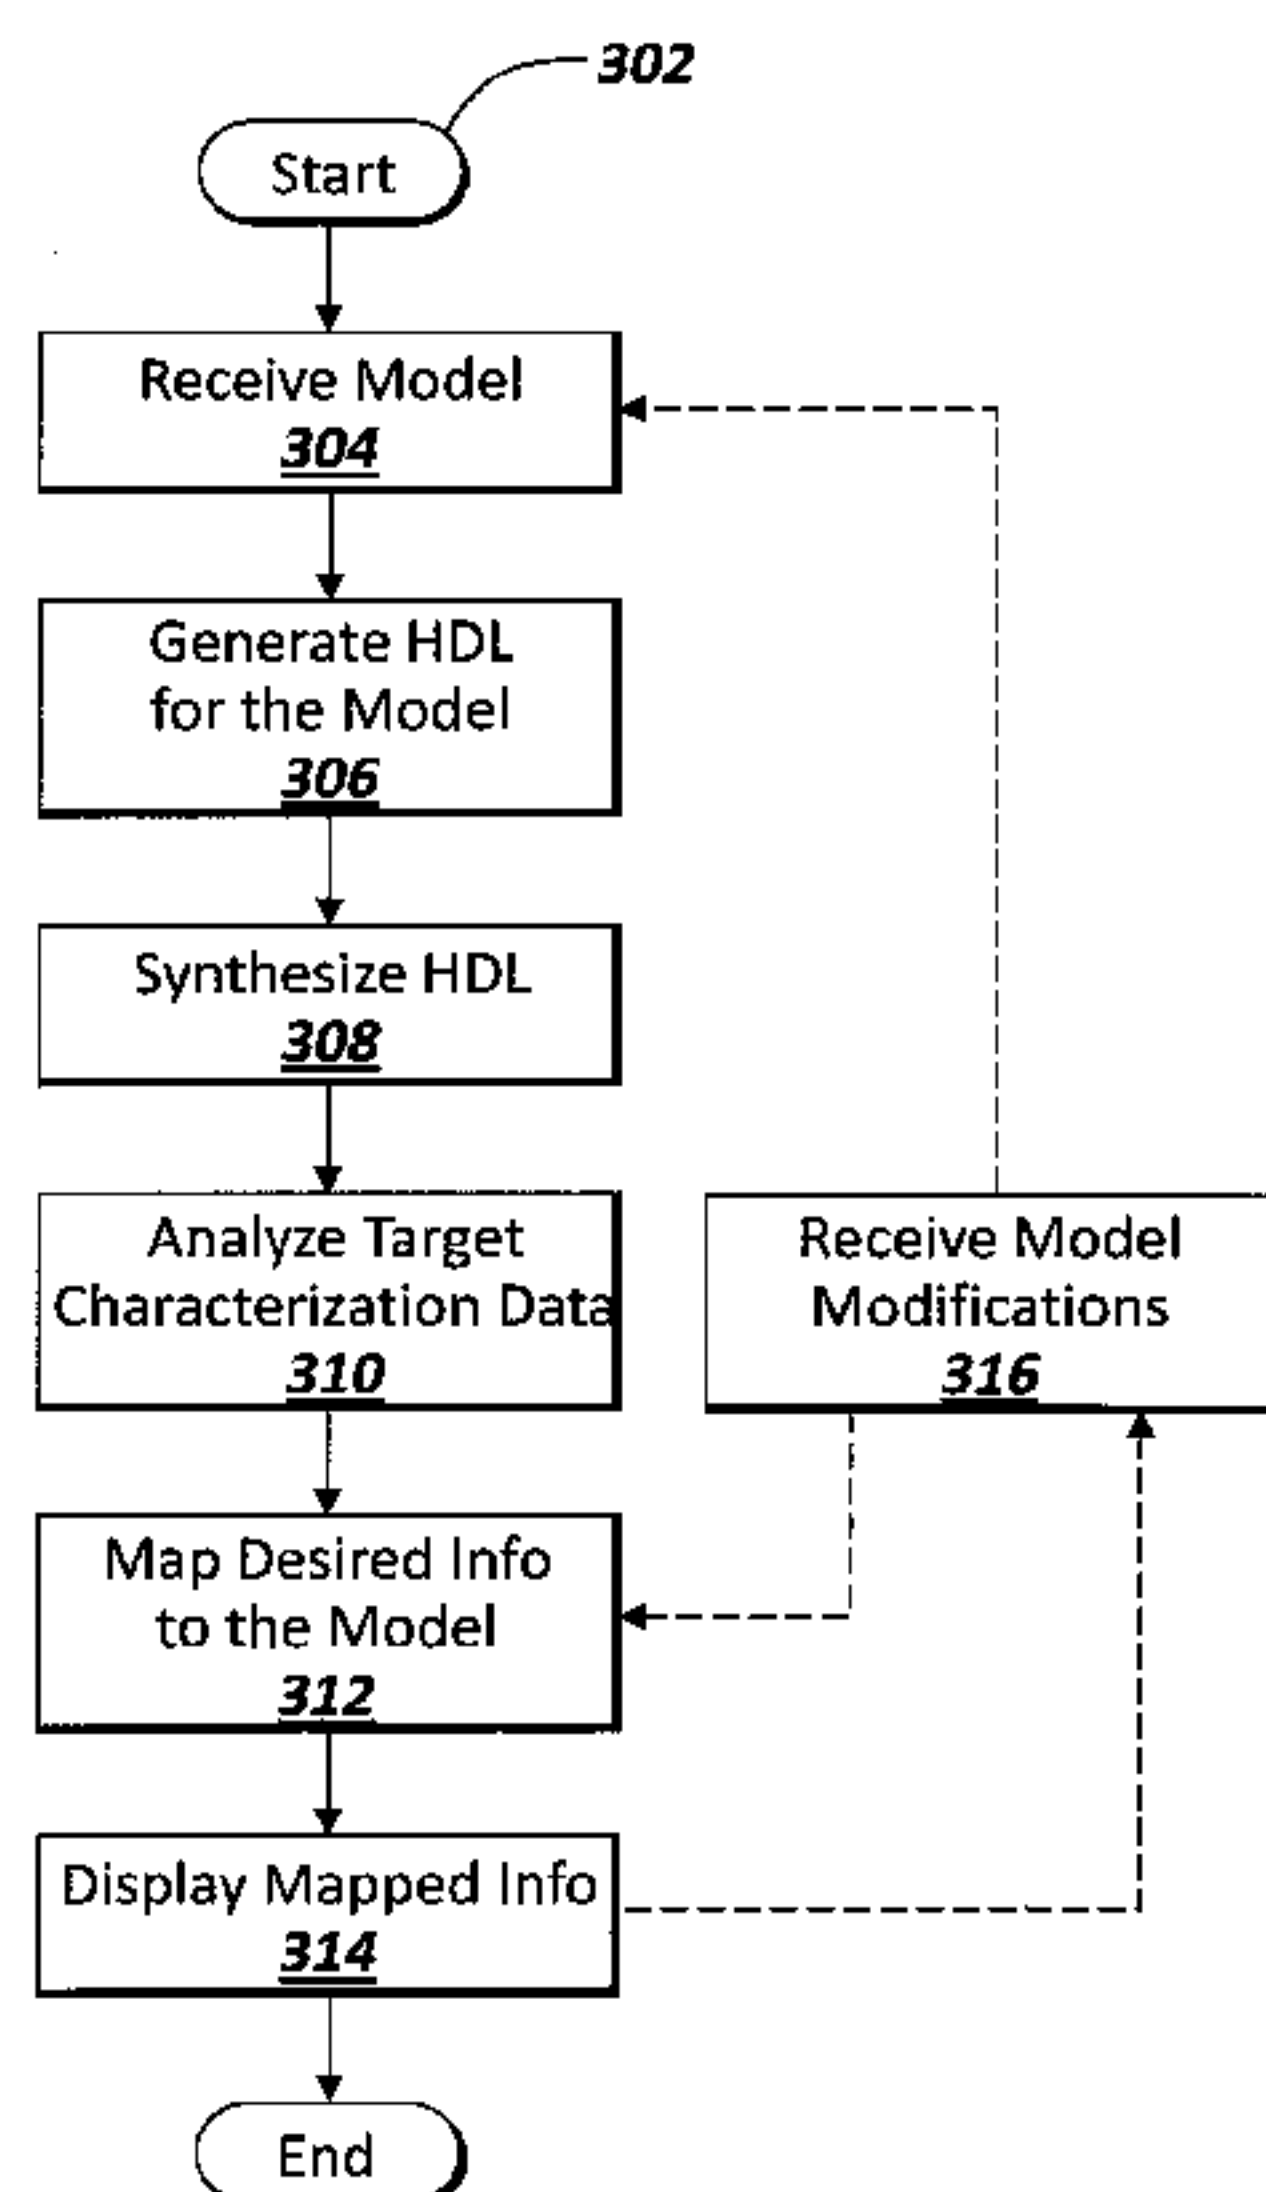 302
Start
Receive Model
304
Generate HDL
for the Model
306
Synthesize HDL
308
Analyze Target
Characterization Data
310
Receive Model
Modifications
316
Map Desired Info
to the Model
312
Display Mapped Info
314
End